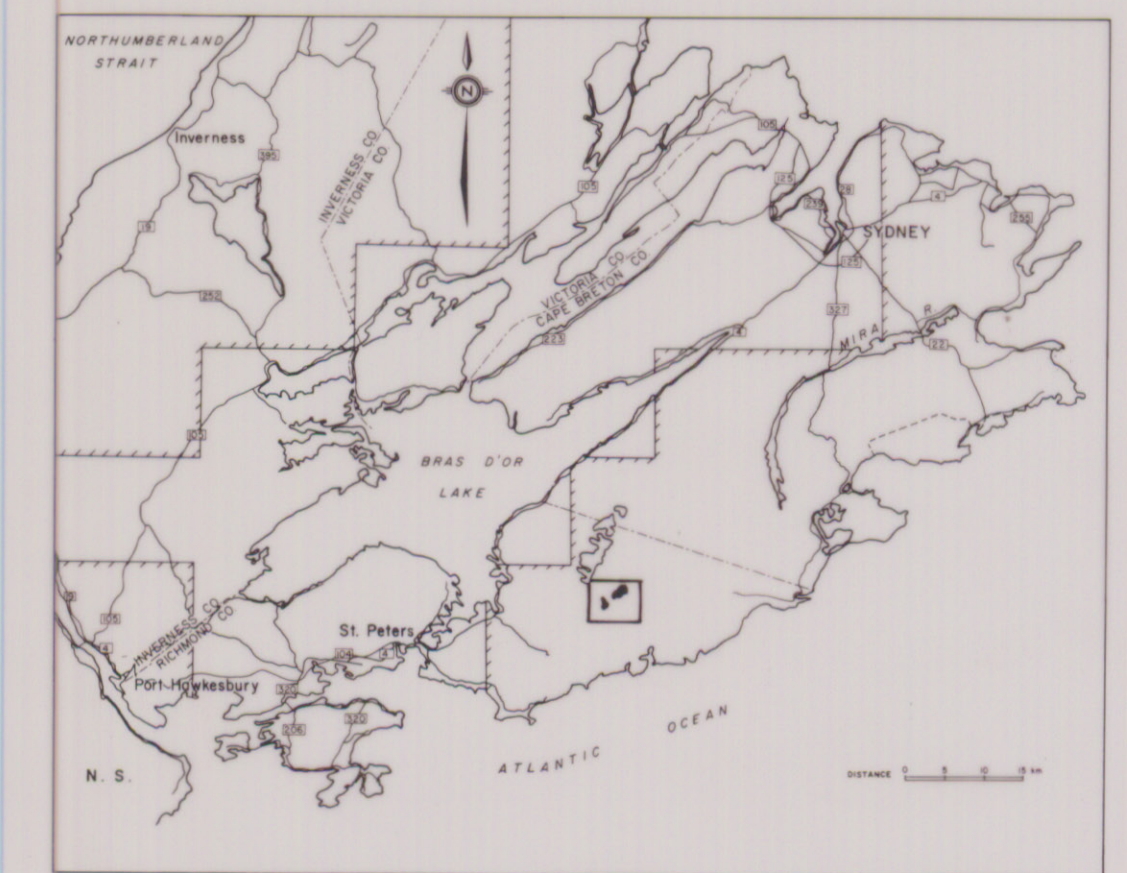 NORTHUMBERLAND
STRAIT
N
Inverness
395
INVERNESS CO
VICTORIA CO
105
105
125
28
239
4
255
SYDNEY
125
19
252
VICTORIA CO
CAPE BRETON CO
223
4
327
MIRA R
22
105
BRAS D'OR
LAKE
105
4
INVERNESS CO
RICHMOND CO
St. Peters
104
4
Port Hawkesbury
320
206
320
ATLANTIC OCEAN
N. S.
DISTANCE 0 5 10 15 km